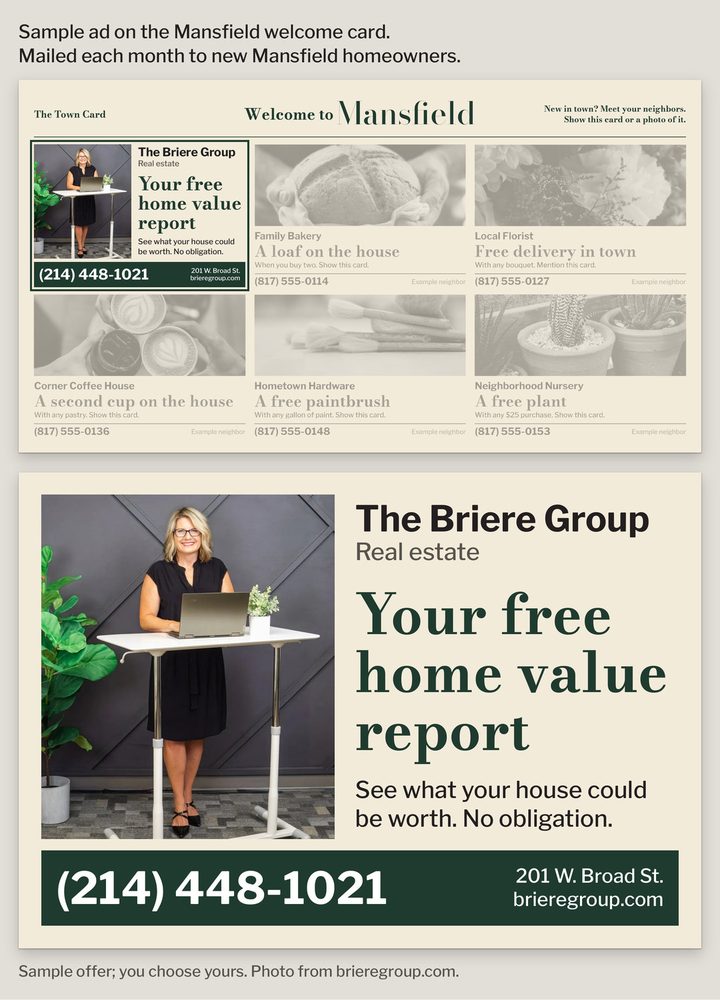 Sample ad on the Mansfield welcome card.
Mailed each month to new Mansfield homeowners.
The Town Card
Welcome to Mansfield
New in town? Meet your neighbors.
Show this card or a photo of it.
The Briere Group
Real estate
Your free
home value
report
See what your house could
be worth. No obligation.
(214) 448-1021
201 W. Broad St.
brieregroup.com
Family Bakery
A loaf on the house
When you buy two. Show this card.
(817) 555-0114
Example neighbor
Local Florist
Free delivery in town
With any bouquet. Mention this card.
(817) 555-0127
Example neighbor
Corner Coffee House
A second cup on the house
With any pastry. Show this card.
(817) 555-0136
Example neighbor
Hometown Hardware
A free paintbrush
With any gallon of paint. Show this card.
(817) 555-0148
Example neighbor
Neighborhood Nursery
A free plant
With any $25 purchase. Show this card.
(817) 555-0153
Example neighbor
The Briere Group
Real estate
Your free
home value
report
See what your house could
be worth. No obligation.
(214) 448-1021
201 W. Broad St.
brieregroup.com
Sample offer; you choose yours. Photo from brieregroup.com.